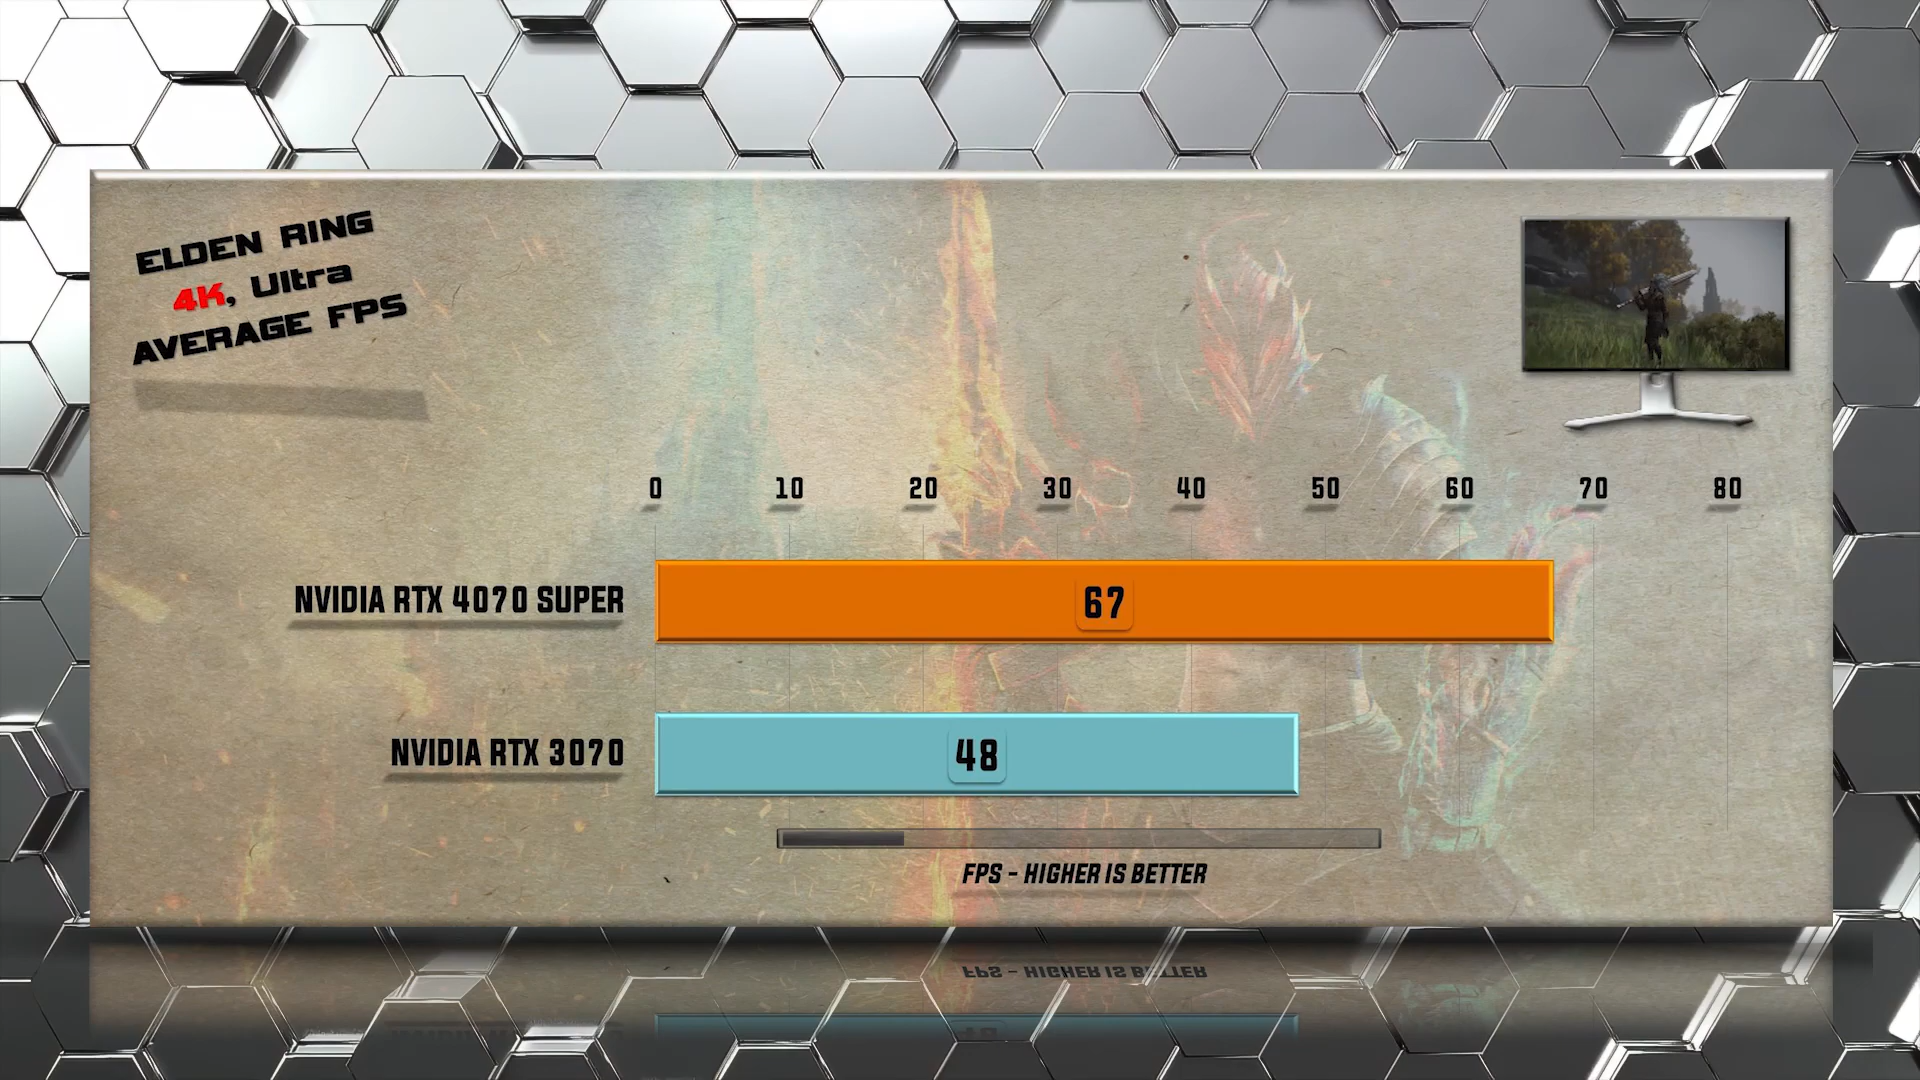 ELDEN RING
4K, Ultra
AVERAGE FPS
0 10 20 30 40 50 60 70 80
NVIDIA RTX 4070 SUPER 67
NVIDIA RTX 3070 48
FPS - HIGHER IS BETTER